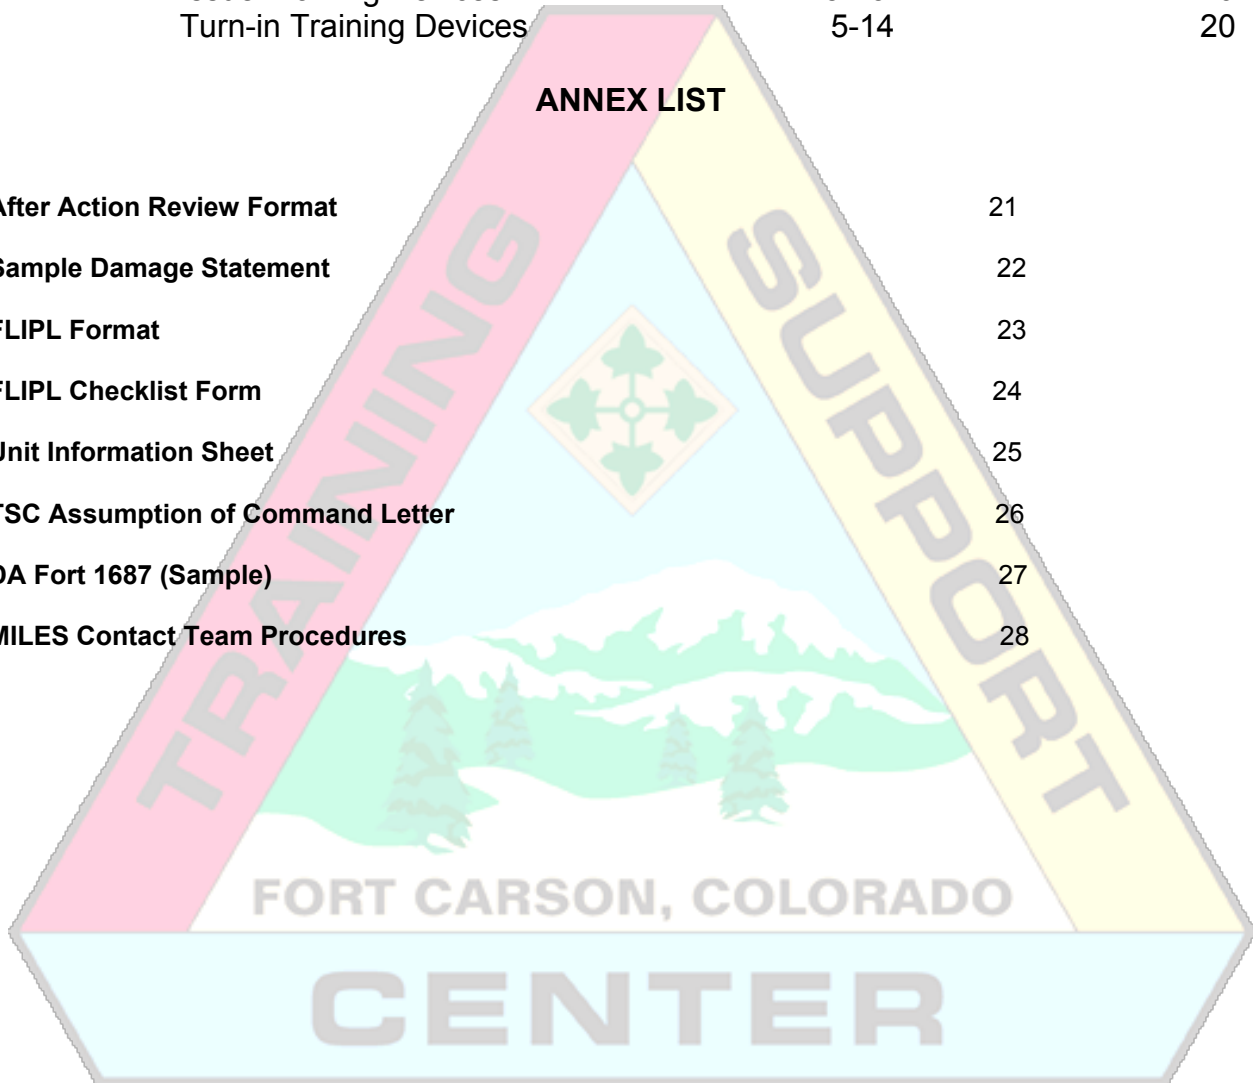 Turn-in Training Devices 5-14 20
ANNEX LIST
After Action Review Format 21
Sample Damage Statement 22
FLIPL Format 23
FLIPL Checklist Form 24
Unit Information Sheet 25
TSC Assumption of Command Letter 26
DA Fort 1687 (Sample) 27
MILES Contact Team Procedures 28
TRAINING
SUPPORT
FORT CARSON, COLORADO
CENTER